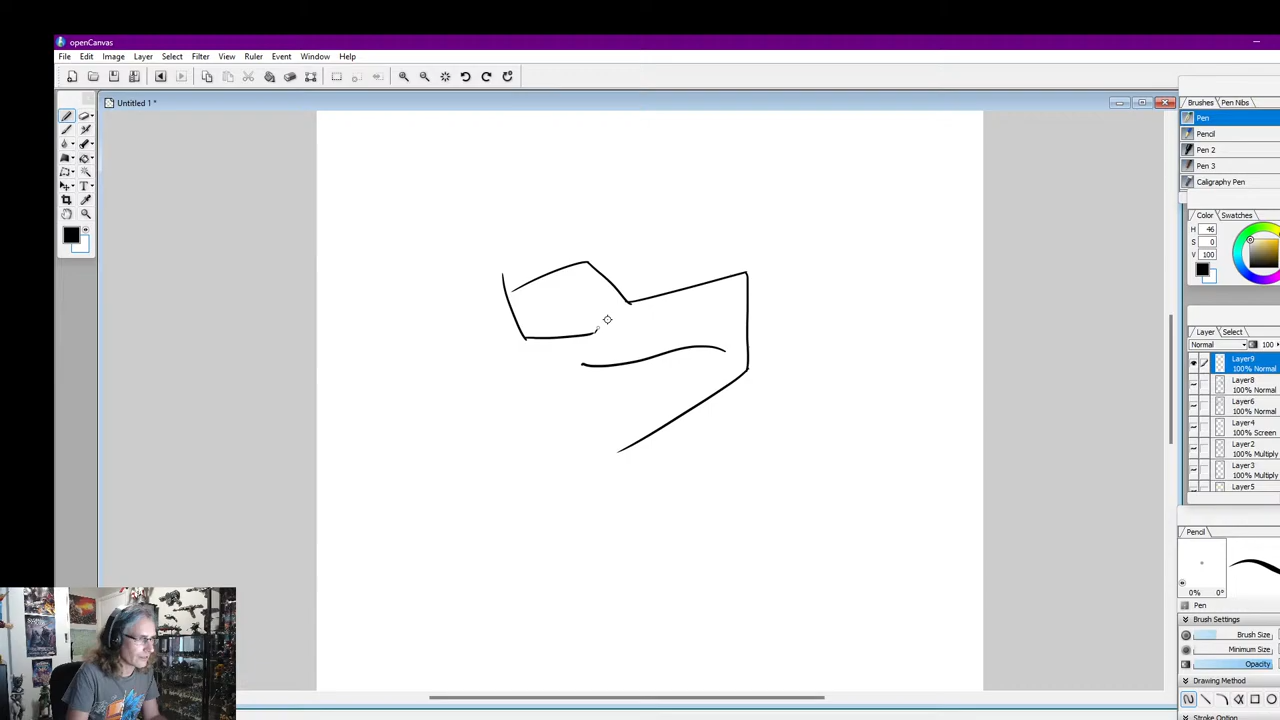 openCanvas
File Edit Image Layer Select Filter View Ruler Event Window Help
Untitled 1 *
Brushes Pen Nibs
Pen
Pencil
Pen 2
Pen 3
Caligraphy Pen
Color Swatches
H 46
S 0
V 100
Layer Select
Normal 100
Layer9
100% Normal
Layer8
100% Normal
Layer6
100% Normal
Layer4
100% Screen
Layer2
100% Multiply
Layer3
100% Multiply
Layer5
Pencil
0% 0°
Pen
Brush Settings
Brush Size
Minimum Size
Opacity
Drawing Method
Stroke Option